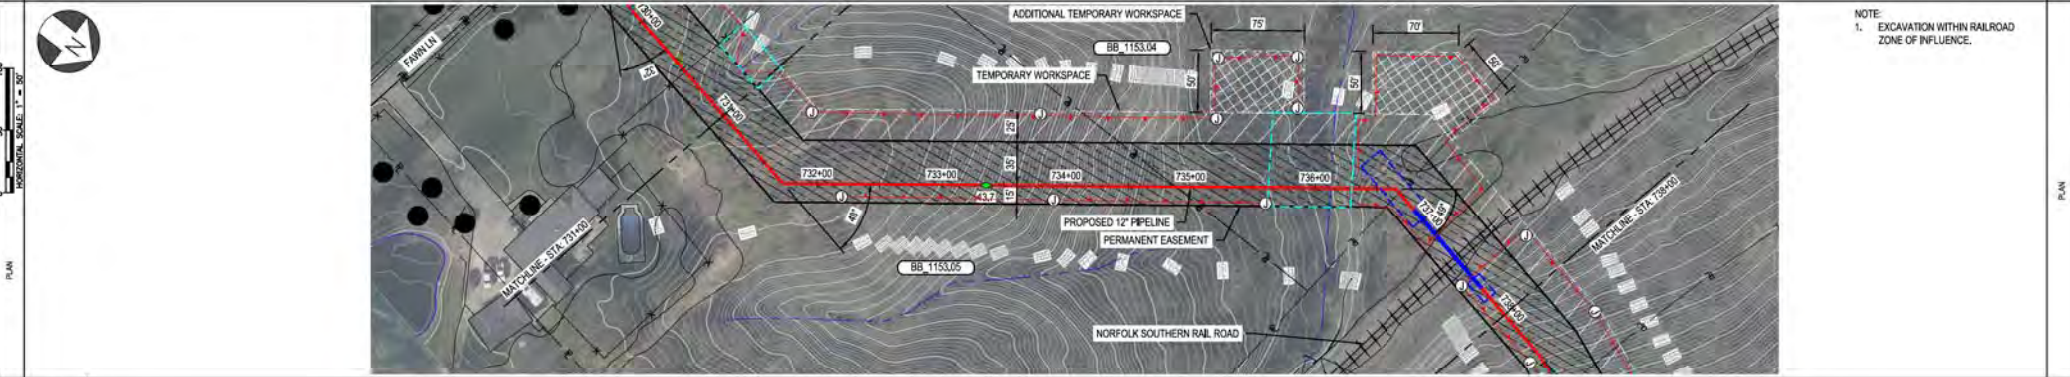 NOTE:
1. EXCAVATION WITHIN RAILROAD
ZONE OF INFLUENCE.
N
HORIZONTAL SCALE: 1" = 50'
PLAN
PLAN
FAWN LN
730+00
32°
731+00
ADDITIONAL TEMPORARY WORKSPACE
BB_1153.04
TEMPORARY WORKSPACE
75'
50'
70'
50'
50'
25'
35'
15'
732+00
733+00
734+00
735+00
736+00
737+00
738+00
43.7
48°
PROPOSED 12" PIPELINE
PERMANENT EASEMENT
BB_1153.05
MATCHLINE - STA: 731+00
MATCHLINE - STA: 738+00
NORFOLK SOUTHERN RAIL ROAD